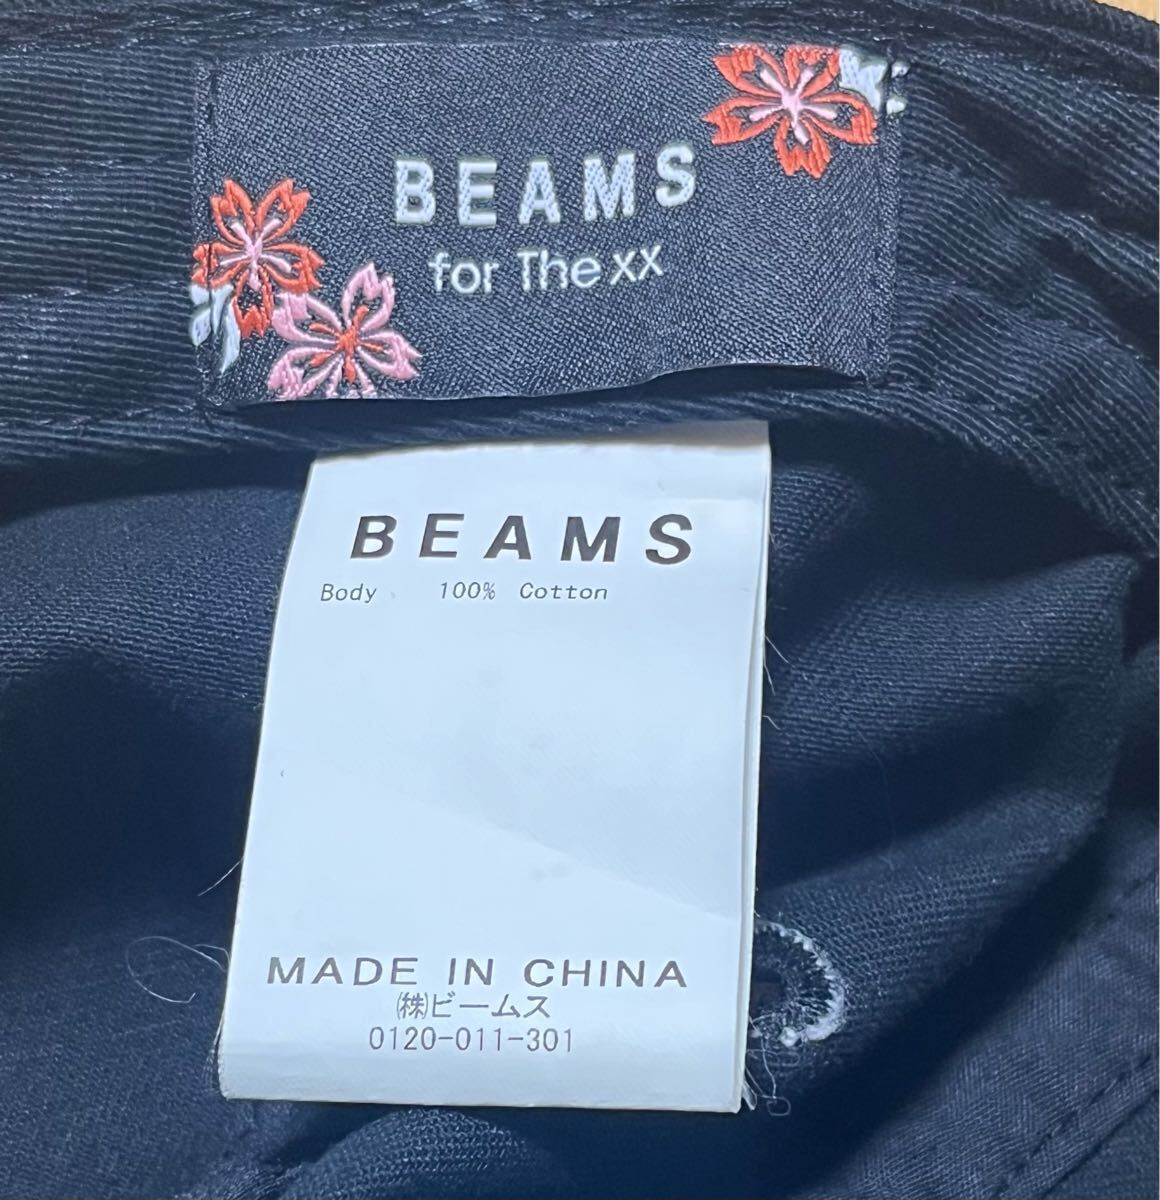 BEAMS
for The xx
BEAMS
Body 100% Cotton
MADE IN CHINA
㈱ビームス
0120-011-301